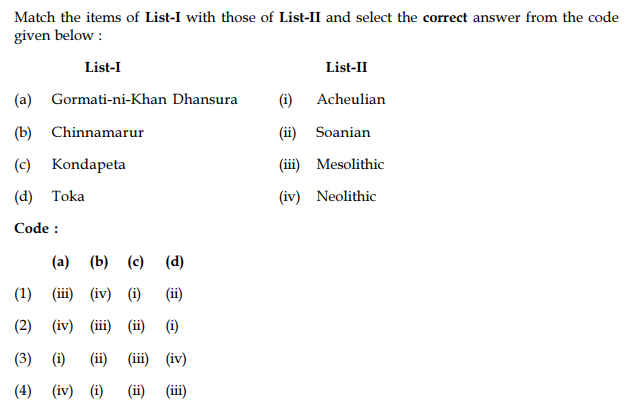 Match the items of List-I with those of List-II and select the correct answer from the code
given below :
List-I List-II
(a) Gormati-ni-Khan Dhansura (i) Acheulian
(b) Chinnamarur (ii) Soanian
(c) Kondapeta (iii) Mesolithic
(d) Toka (iv) Neolithic
Code :
(a) (b) (c) (d)
(1) (iii) (iv) (i) (ii)
(2) (iv) (iii) (ii) (i)
(3) (i) (ii) (iii) (iv)
(4) (iv) (i) (ii) (iii)